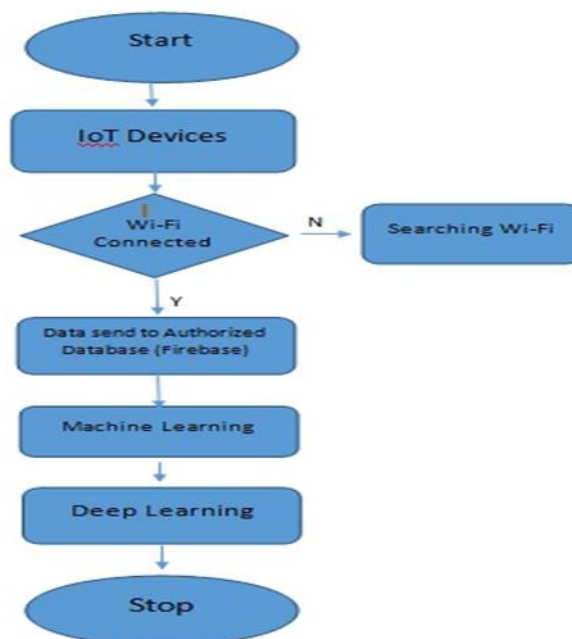 Start
IoT Devices
Wi-Fi
Connected
N
Searching Wi-Fi
Y
Data send to Authorized
Database (Firebase)
Machine Learning
Deep Learning
Stop